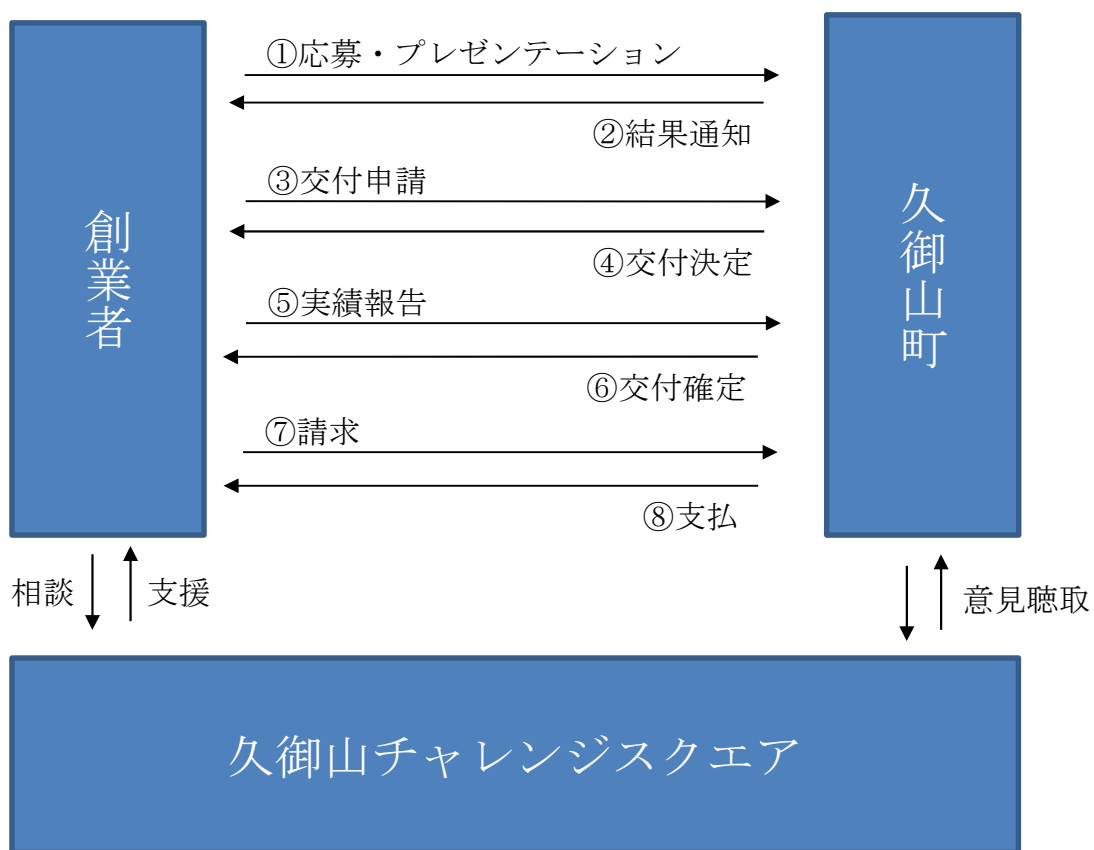 ①応募・プレゼンテーション
②結果通知
③交付申請
④交付決定
⑤実績報告
⑥交付確定
⑦請求
⑧支払
創業者
久御山町
相談
支援
意見聴取
久御山チャレンジスクエア